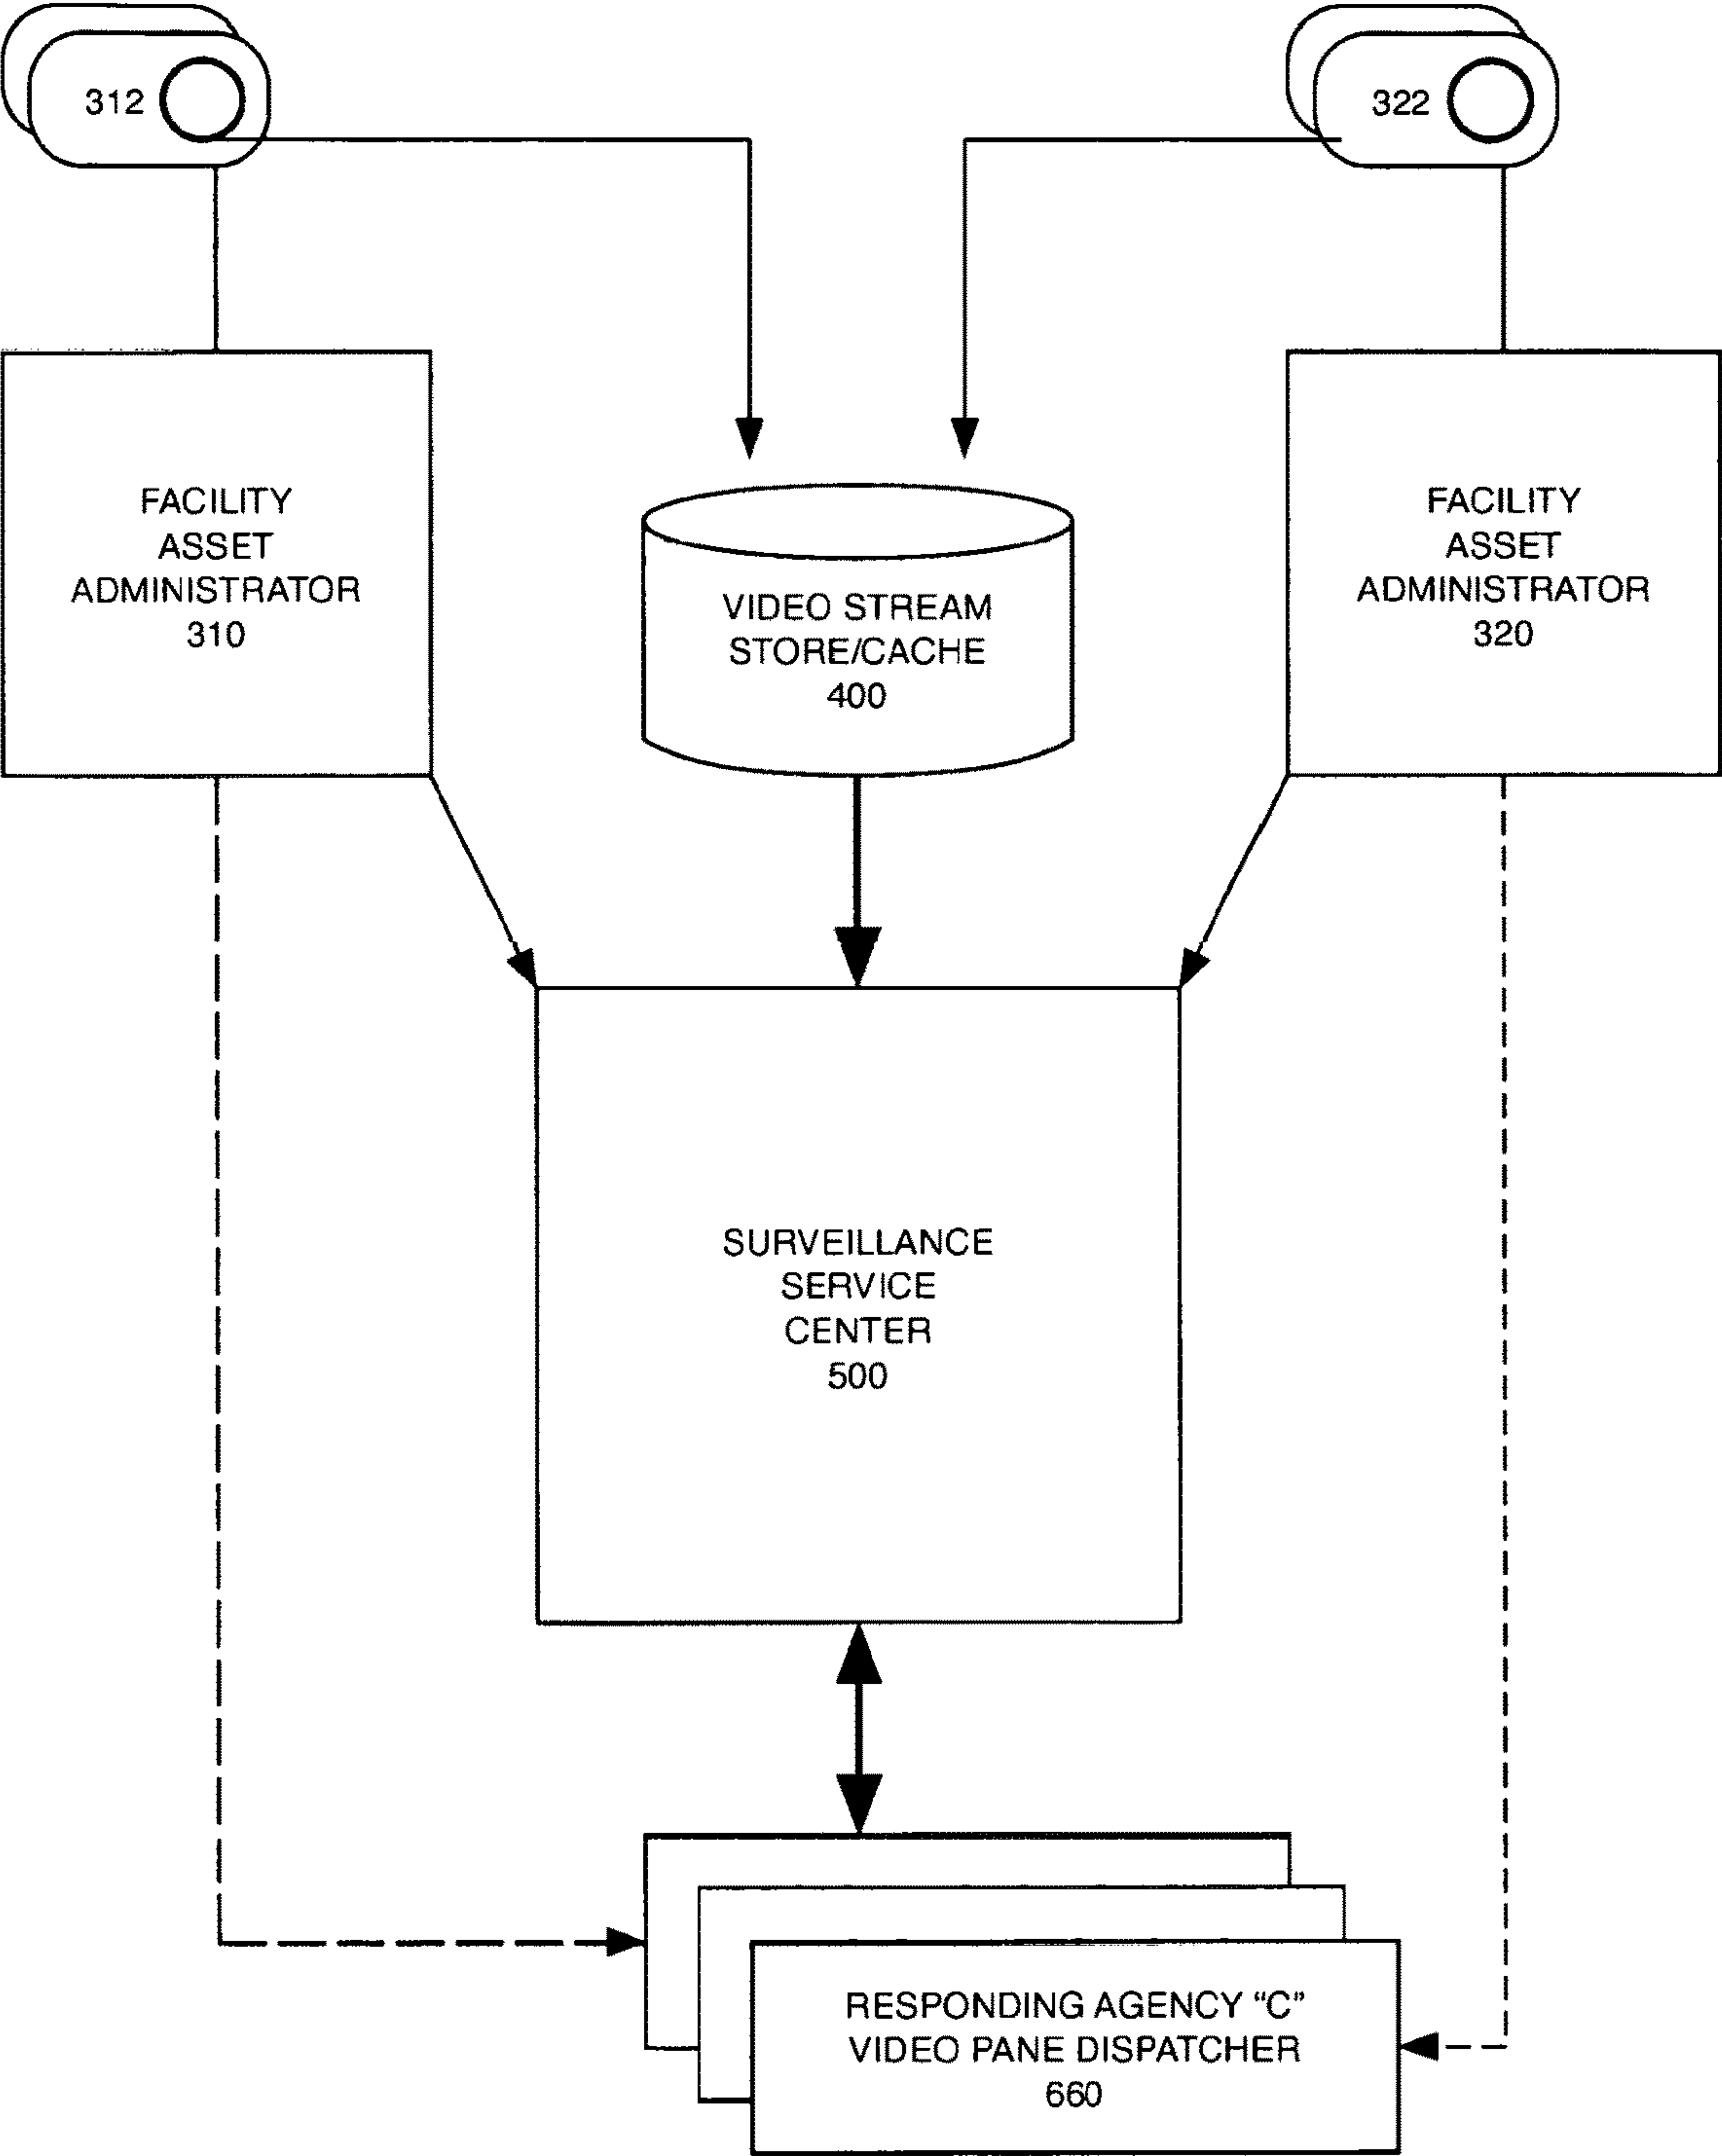 312
322
FACILITY
ASSET
ADMINISTRATOR
310
VIDEO STREAM
STORE/CACHE
400
FACILITY
ASSET
ADMINISTRATOR
320
SURVEILLANCE
SERVICE
CENTER
500
RESPONDING AGENCY “C”
VIDEO PANE DISPATCHER
660